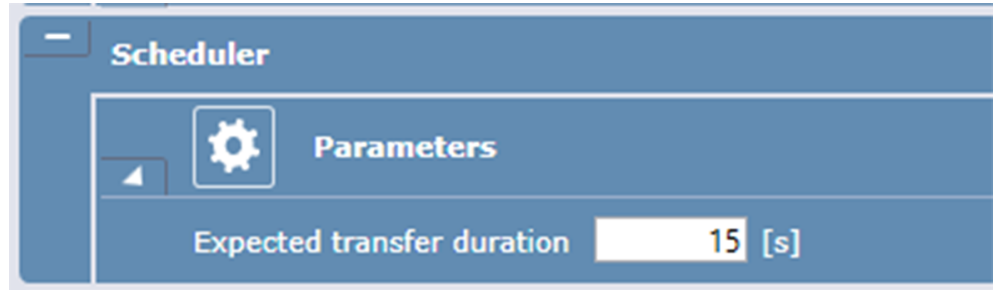 Scheduler
Parameters
Expected transfer duration 15 [s]